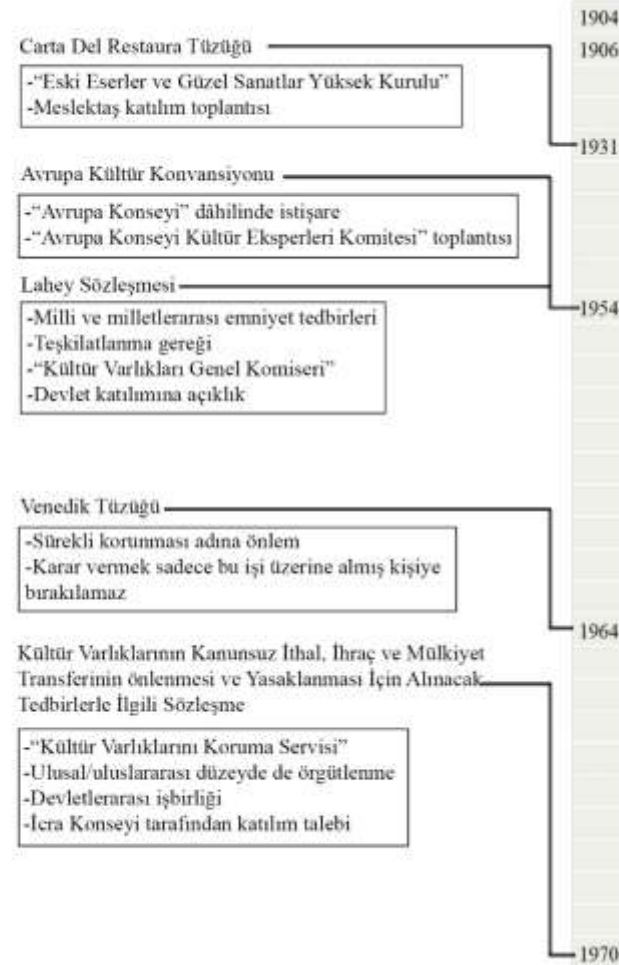 1904
Carta Del Restaura Tüzüğü
1906
-“Eski Eserler ve Güzel Sanatlar Yüksek Kurulu”
-Meslektaş katılım toplantısı
1931
Avrupa Kültür Konvansiyonu
-“Avrupa Konseyi” dâhilinde istişare
-“Avrupa Konseyi Kültür Eksperleri Komitesi” toplantısı
Lahey Sözleşmesi
1954
-Milli ve milletlerarası emniyet tedbirleri
-Teşkilatlanma gereği
-“Kültür Varlıkları Genel Komiseri”
-Devlet katılımına açıklık
Venedik Tüzüğü
-Sürekli korunması adına önlem
-Karar vermek sadece bu işi üzerine almış kişiye
bırakılamaz
1964
Kültür Varlıklarının Kanunsuz İthal, İhraç ve Mülkiyet
Transferinin önlenmesi ve Yasaklanması İçin Alınacak
Tedbirlerle İlgili Sözleşme
-“Kültür Varlıklarını Koruma Servisi”
-Ulusal/uluslararası düzeyde de örgütlenme
-Devletlerarası işbirliği
-İcra Konseyi tarafından katılım talebi
1970